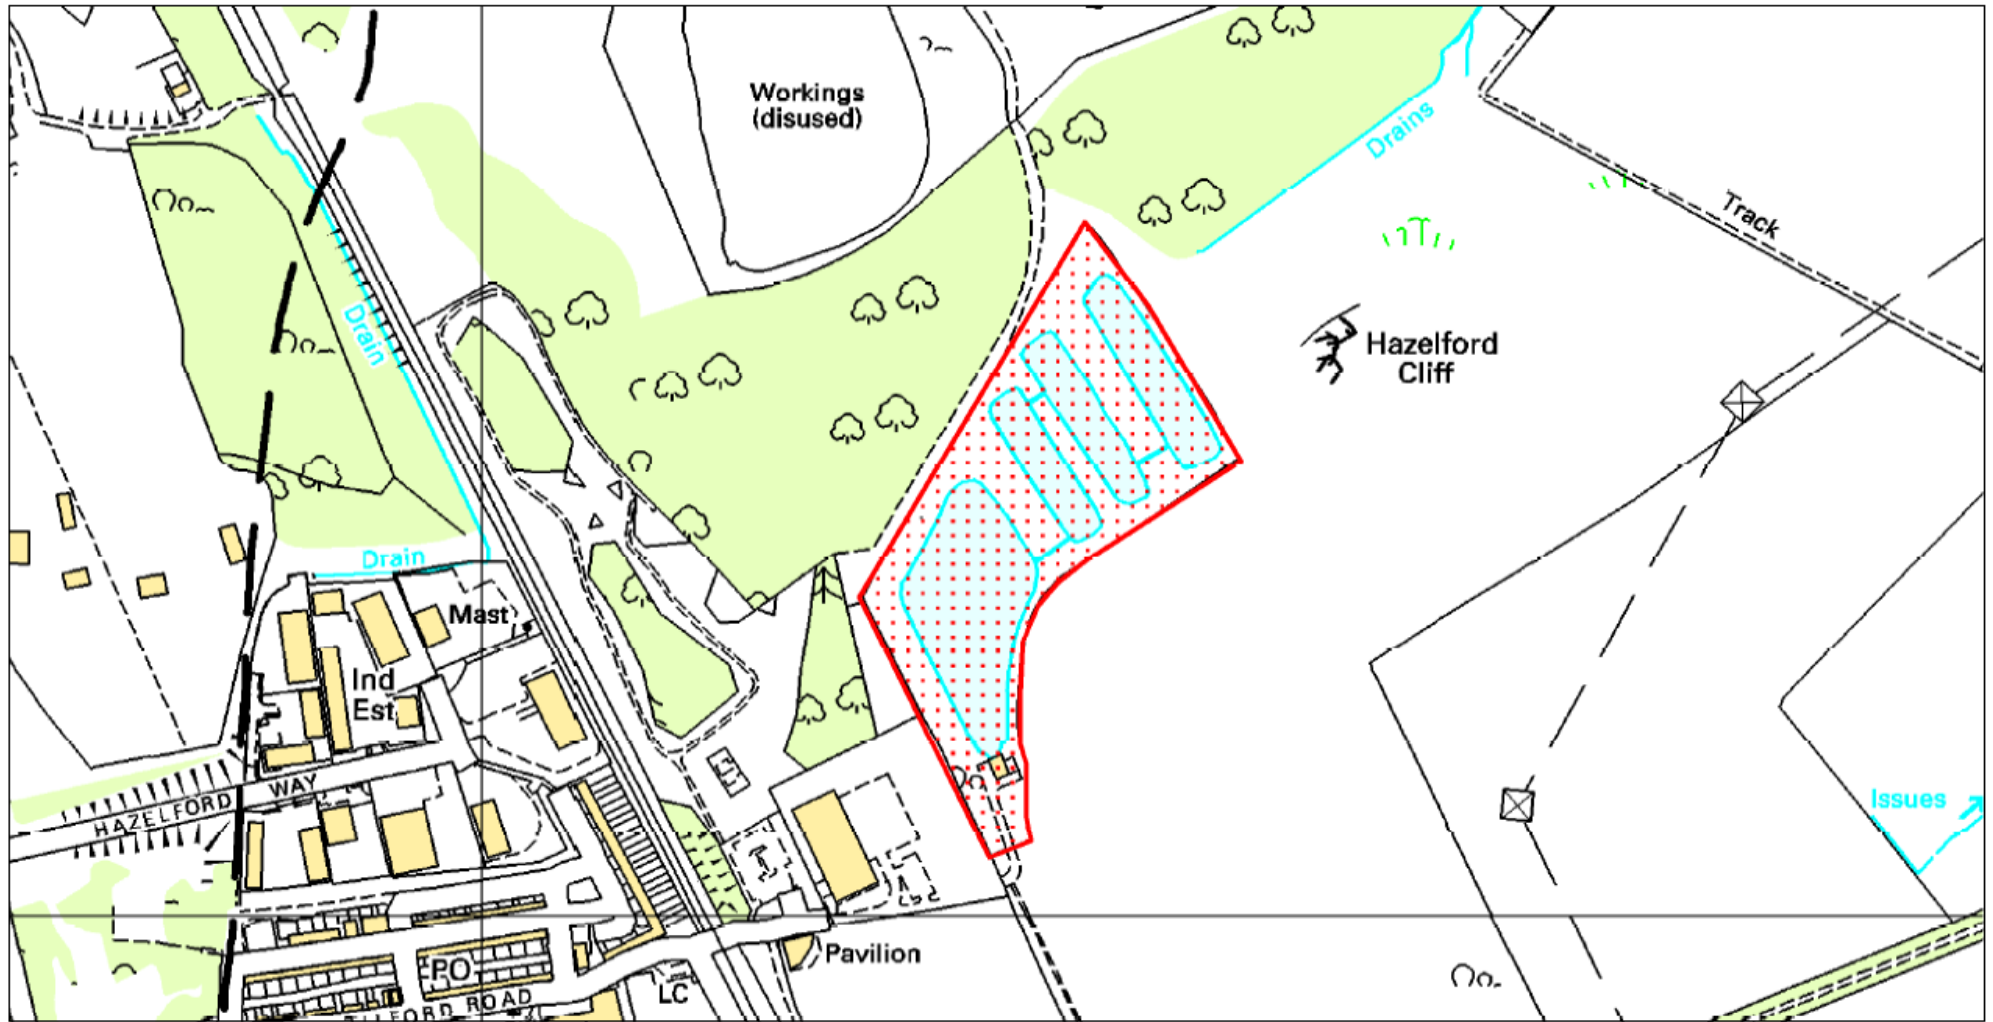 Workings
(disused)
Drains
Track
Drain
Hazelford
Cliff
Drain
Mast
Ind
Est
HAZELFORD WAY
Issues
Pavilion
PO
LC
ROAD